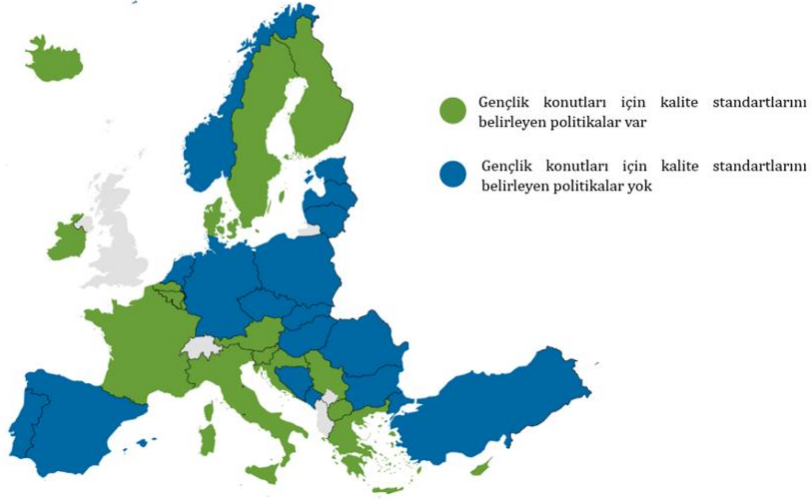 Gençlik konutları için kalite standartlarını
belirleyen politikalar var
Gençlik konutları için kalite standartlarını
belirleyen politikalar yok